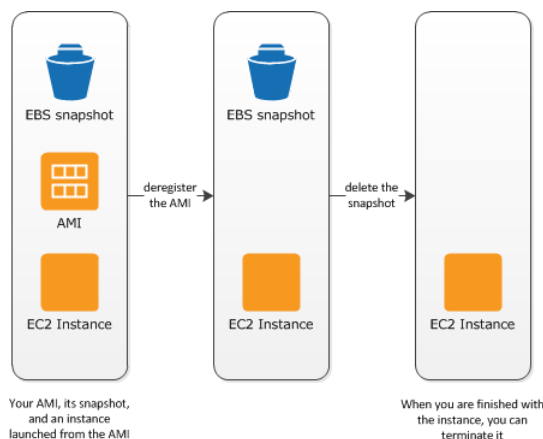 EBS snapshot
AMI
EC2 Instance
deregister
the AMI
EBS snapshot
EC2 Instance
delete the
snapshot
EC2 Instance
Your AMI, its snapshot,
and an instance
launched from the AMI
When you are finished with
the instance, you can
terminate it